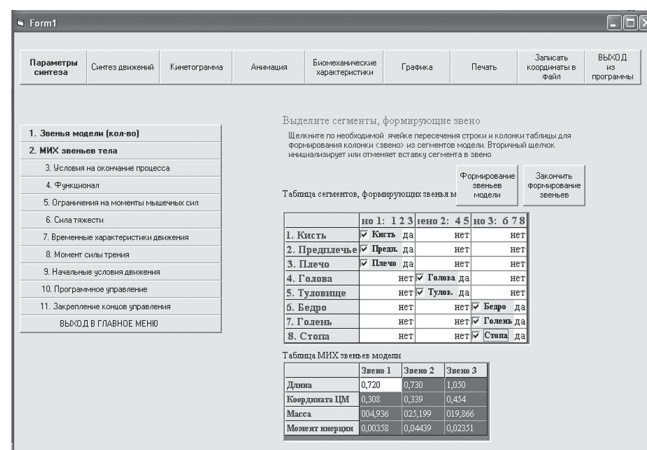 Form1
Параметры синтеза
Синтез движений
Кинетограмма
Анимация
Биомеханические характеристики
Графика
Печать
Записать координаты в файл
ВЫХОД из программы
1. Звенья модели (кол-во)
2. МИХ звеньев тела
3. Условия на окончание процесса
4. Функционал
5. Ограничения на моменты мышечных сил
6. Сила тяжести
7. Временные характеристики движения
8. Момент силы трения
9. Начальные условия движения
10. Программное управление
11. Закрепление концов управления
ВЫХОД В ГЛАВНОЕ МЕНЮ
Выделите сегменты, формирующие звено
Щелкните по необходимой ячейке пересечения строки и колонки таблицы для
формирования колонки <звено> из сегментов модели. Вторичный щелчок
инициализирует или отменяет вставку сегмента в звено
Формирование звеньев модели
Закончить формирование звеньев
Таблица сегментов, формирующих звенья м
но 1: 1 2 3 вено 2: 4 5 но 3: 6 7 8
1. Кисть Кисть да нет нет
2. Предплечье Предп. да нет нет
3. Плечо Плечо да нет нет
4. Голова нет Голова да нет
5. Туловище нет Тулов. да нет
6. Бедро нет нет Бедро да
7. Голень нет нет Голень да
8. Стопа нет нет Стопа да
Таблица МИХ звеньев модели
Звено 1 Звено 2 Звено 3
Длина 0,720 0,730 1,050
Координата ЦМ 0,308 0,339 0,454
Масса 004,936 025,199 019,866
Момент инерции 0,00358 0,04439 0,02351